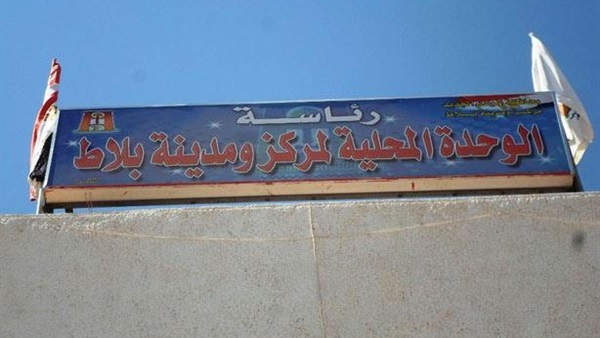 رئاسة
الوحدة المحلية لمركز ومدينة بلاط